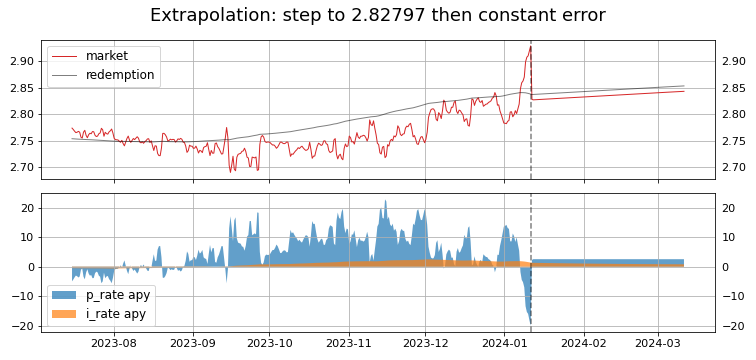 Extrapolation: step to 2.82797 then constant error
market
redemption
2.90 2.90
2.85 2.85
2.80 2.80
2.75 2.75
2.70 2.70
20 20
10 10
0 0
−10 −10
−20 −20
p_rate apy
i_rate apy
2023-08 2023-09 2023-10 2023-11 2023-12 2024-01 2024-02 2024-03